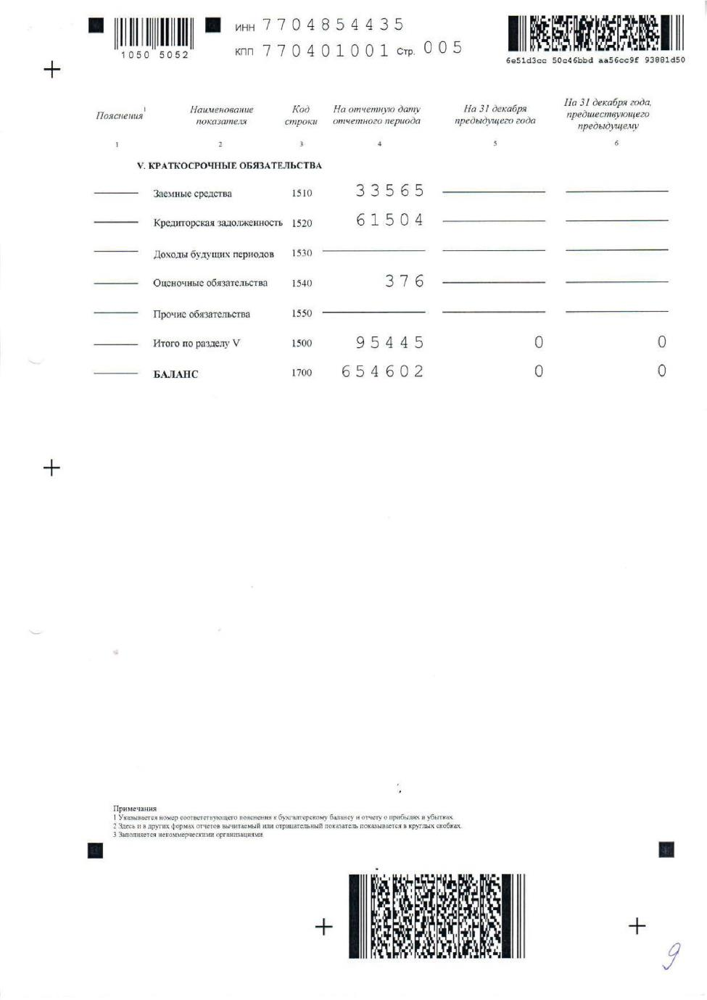 ИНН 7704854435
1050 5052
КПП 770401001 Стр. 005
6e51d3cc 50c46bbd aa56cc9f 93881d50
Пояснения 1 Наименование показателя Код строки На отчетную дату отчетного периода На 31 декабря предыдущего года На 31 декабря года, предшествующего предыдущему
1 2 3 4 5 6
V. КРАТКОСРОЧНЫЕ ОБЯЗАТЕЛЬСТВА
Заемные средства 1510 33565
Кредиторская задолженность 1520 61504
Доходы будущих периодов 1530
Оценочные обязательства 1540 376
Прочие обязательства 1550
Итого по разделу V 1500 95445 0 0
БАЛАНС 1700 654602 0 0
Примечания
1 Указывается номер соответствующего пояснения к бухгалтерскому балансу и отчету о прибылях и убытках.
2 Здесь и в других формах отчетов вычитаемый или отрицательный показатель показывается в круглых скобках.
3 Заполняется некоммерческими организациями.
9